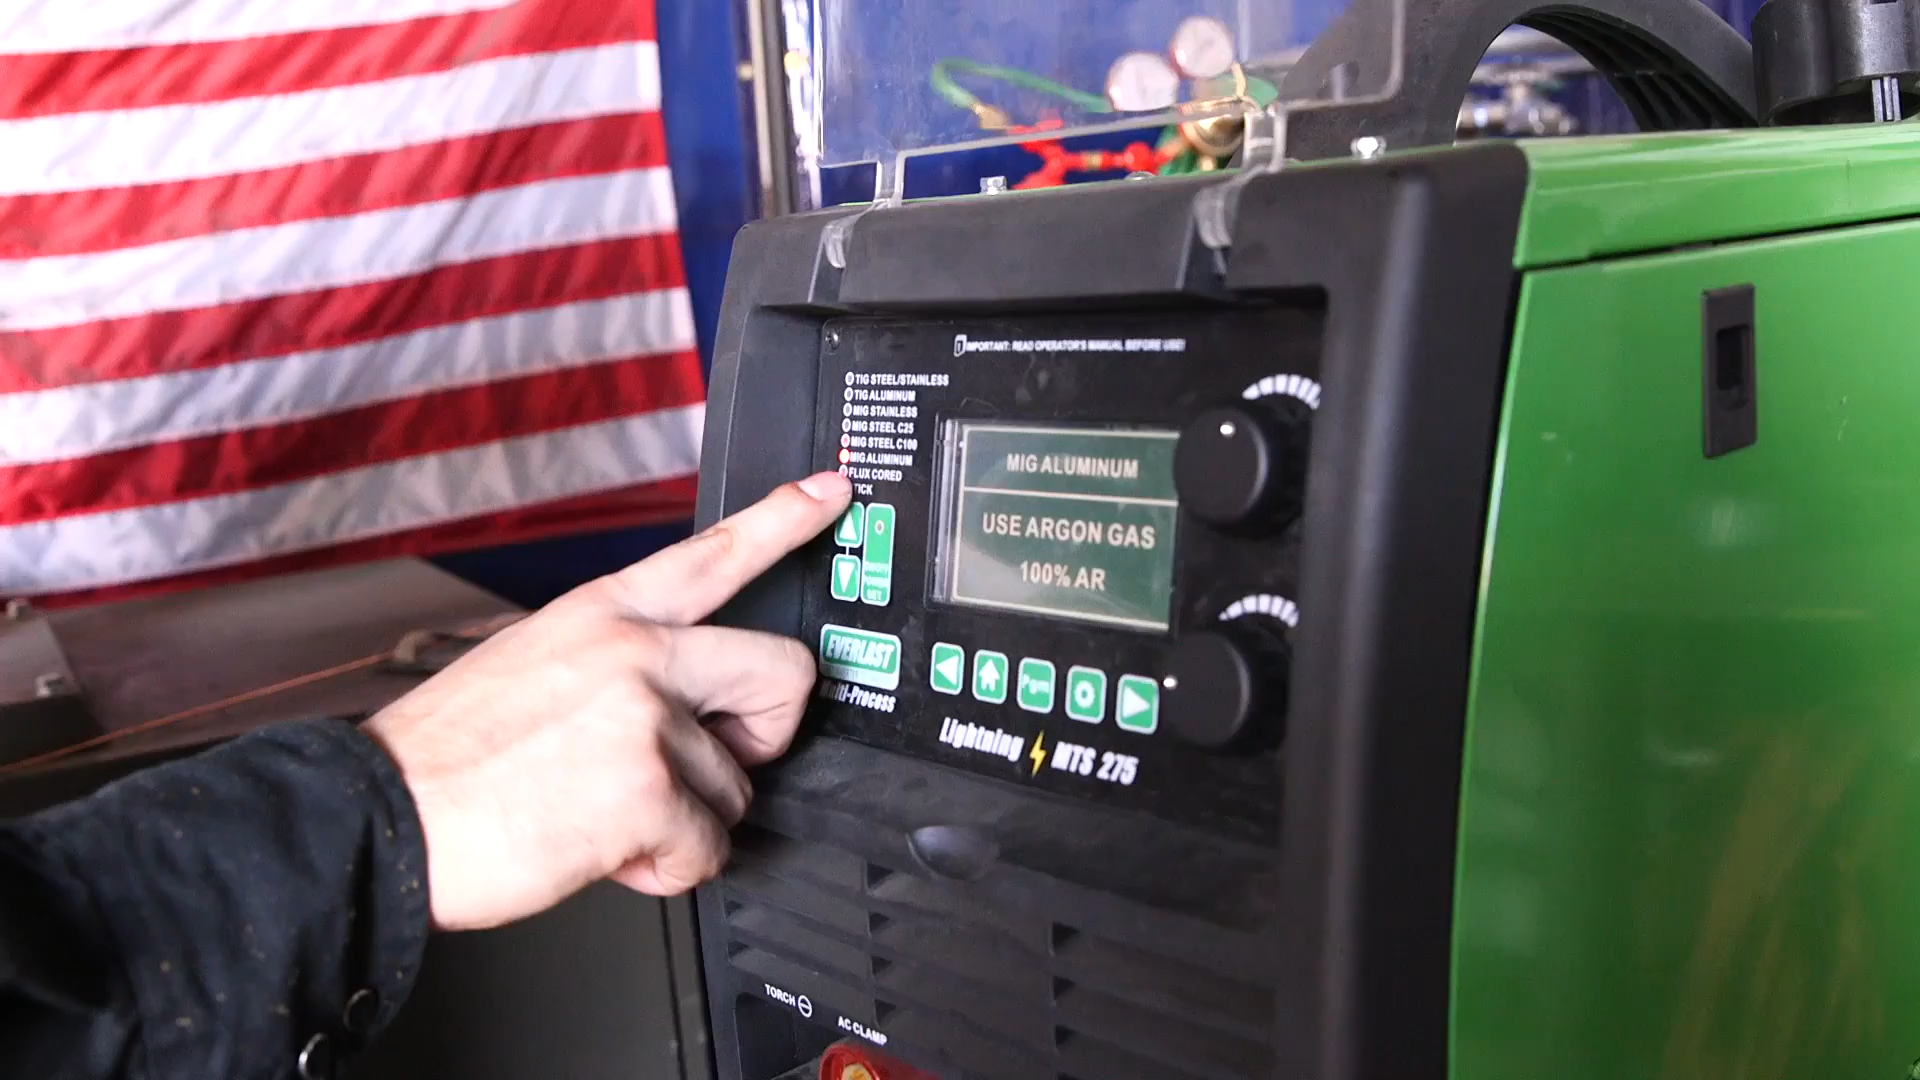 IMPORTANT: READ OPERATOR'S MANUAL BEFORE USE!
TIG STEEL/STAINLESS
TIG ALUMINUM
MIG STAINLESS
MIG STEEL C25
MIG STEEL C100
MIG ALUMINUM
FLUX CORED
TICK
MIG ALUMINUM
USE ARGON GAS
100% AR
EVERLAST
Multi-Process
Pgm
Lightning MTS 275
TORCH
AC CLAMP